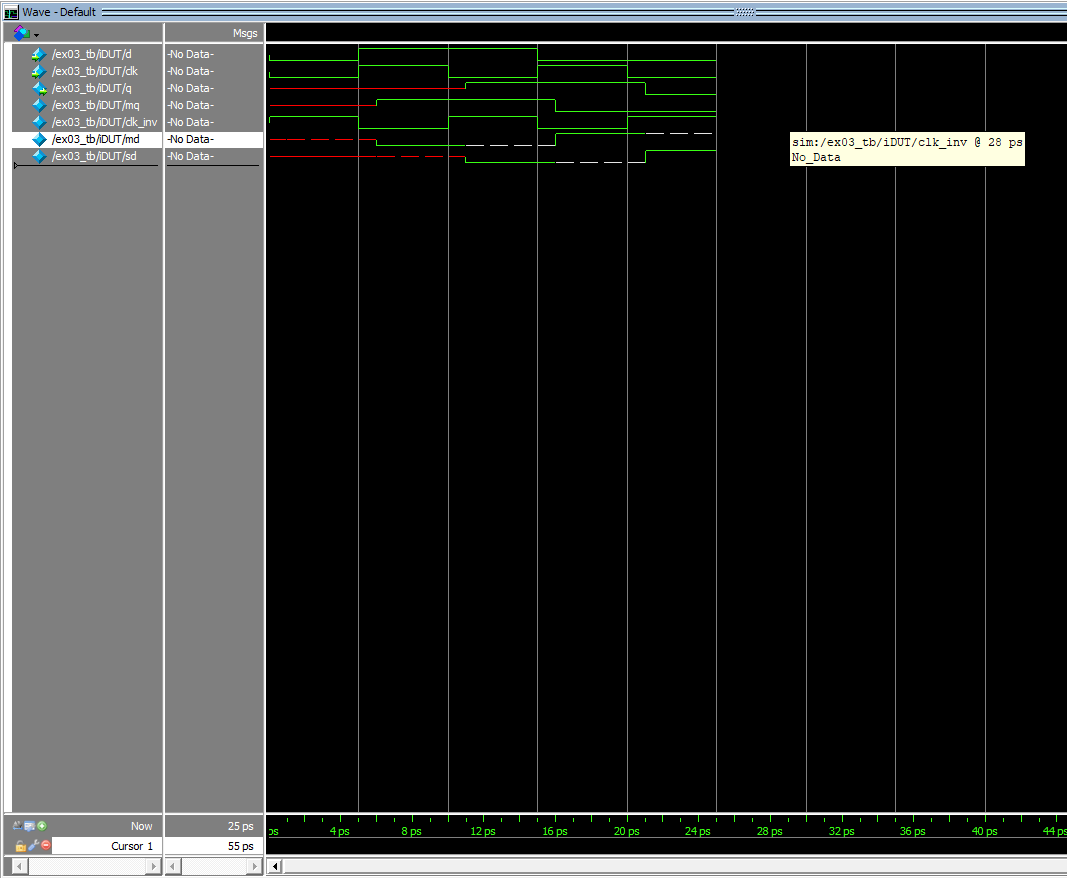 Wave - Default
Msgs
/ex03_tb/iDUT/d -No Data-
/ex03_tb/iDUT/clk -No Data-
/ex03_tb/iDUT/q -No Data-
/ex03_tb/iDUT/mq -No Data-
/ex03_tb/iDUT/clk_inv -No Data-
/ex03_tb/iDUT/md -No Data-
/ex03_tb/iDUT/sd -No Data-
sim:/ex03_tb/iDUT/clk_inv @ 28 ps
No_Data
Now 25 ps ps 4 ps 8 ps 12 ps 16 ps 20 ps 24 ps 28 ps 32 ps 36 ps 40 ps 44 ps
Cursor 1 55 ps